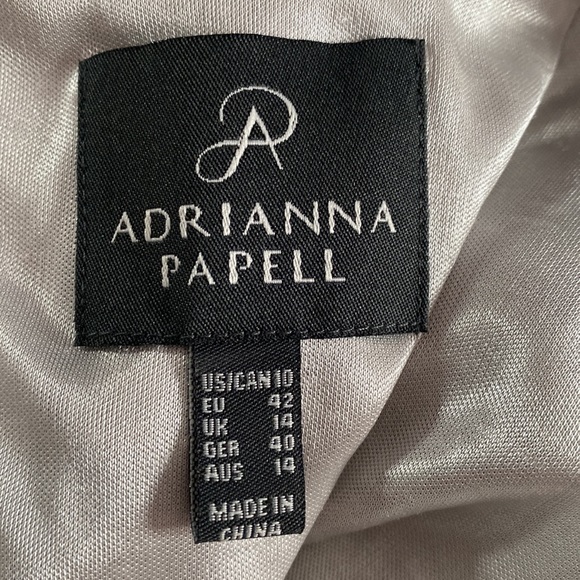 AP
ADRIANNA
PAPELL
US/CAN 10
EU 42
UK 14
GER 40
AUS 14
MADE IN
CHINA